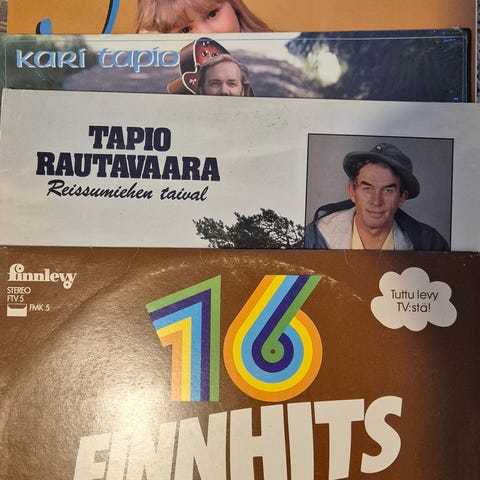 kari tapio
TAPIO
RAUTAVAARA
Reissumiehen taival
finnlevy
STEREO
FTV 5
FMK 5
Tuttu levy
TV:stä!
16
FINNHITS